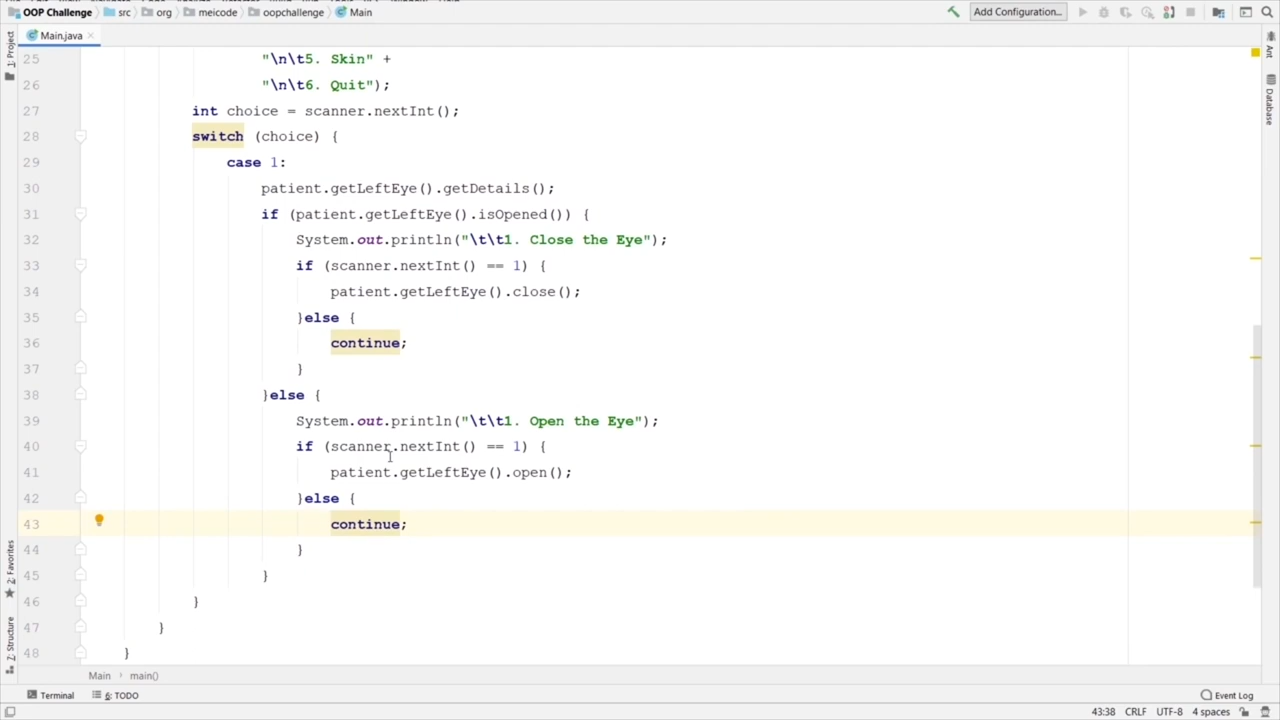 OOP Challenge src org meicode oopchallenge Main Add Configuration...
Main.java
1: Project
Ant
Database
25 "\n\t5. Skin" +
26 "\n\t6. Quit");
27 int choice = scanner.nextInt();
28 switch (choice) {
29 case 1:
30 patient.getLeftEye().getDetails();
31 if (patient.getLeftEye().isOpened()) {
32 System.out.println("\t\t1. Close the Eye");
33 if (scanner.nextInt() == 1) {
34 patient.getLeftEye().close();
35 }else {
36 continue;
37 }
38 }else {
39 System.out.println("\t\t1. Open the Eye");
40 if (scanner.nextInt() == 1) {
41 patient.getLeftEye().open();
42 }else {
43 continue;
44 }
45 }
46 }
47 }
48 }
2: Favorites
Z: Structure
Main main()
Terminal 6: TODO Event Log
43:38 CRLF UTF-8 4 spaces